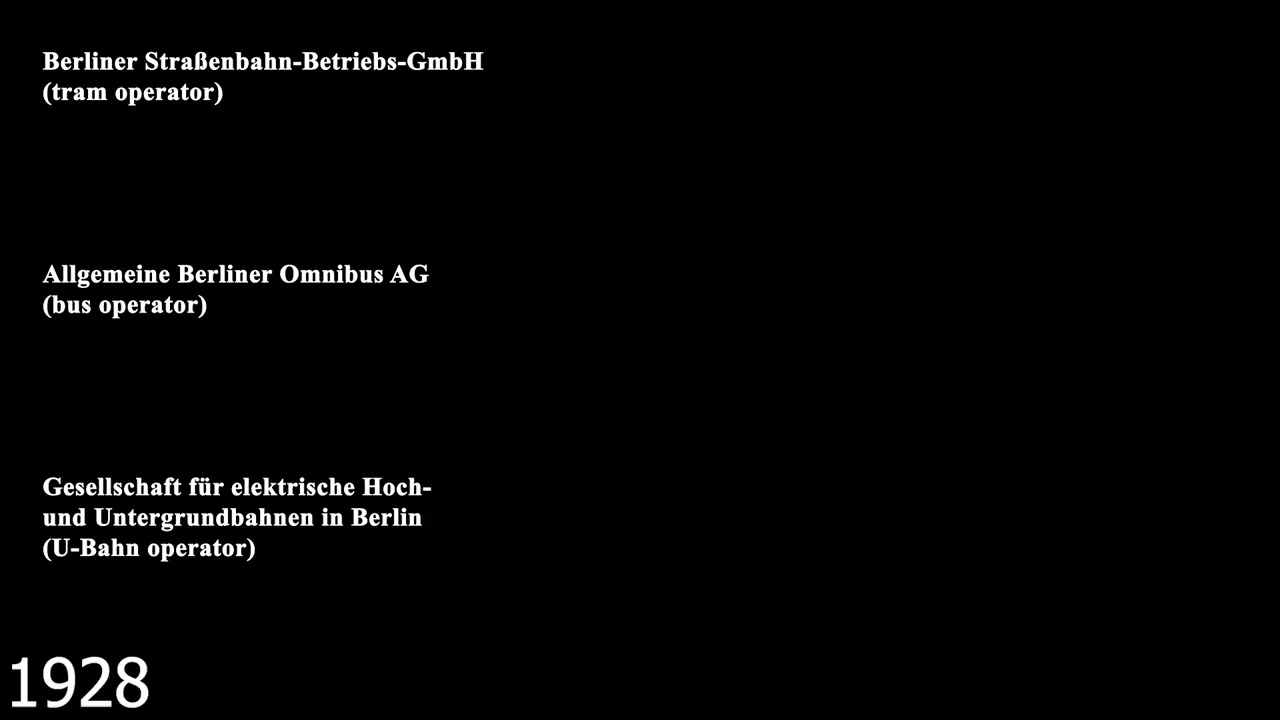 Berliner Straßenbahn-Betriebs-GmbH
(tram operator)
Allgemeine Berliner Omnibus AG
(bus operator)
Gesellschaft für elektrische Hoch-
und Untergrundbahnen in Berlin
(U-Bahn operator)
1928